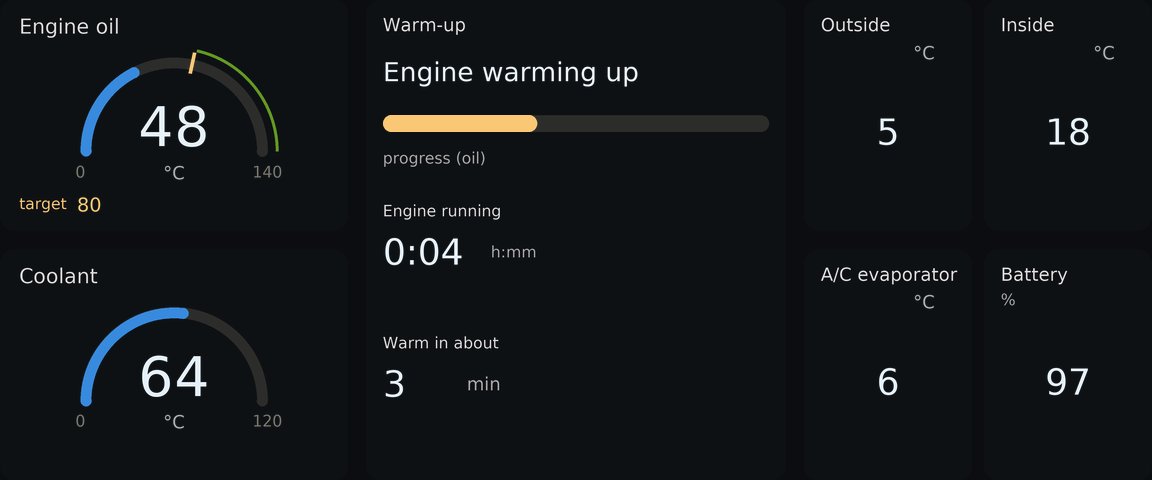 Engine oil
48
0
°C
140
target 80
Coolant
64
0
°C
120
Warm-up
Engine warming up
progress (oil)
Engine running
0:04 h:mm
Warm in about
3 min
Outside
°C
5
Inside
°C
18
A/C evaporator
°C
6
Battery
%
97